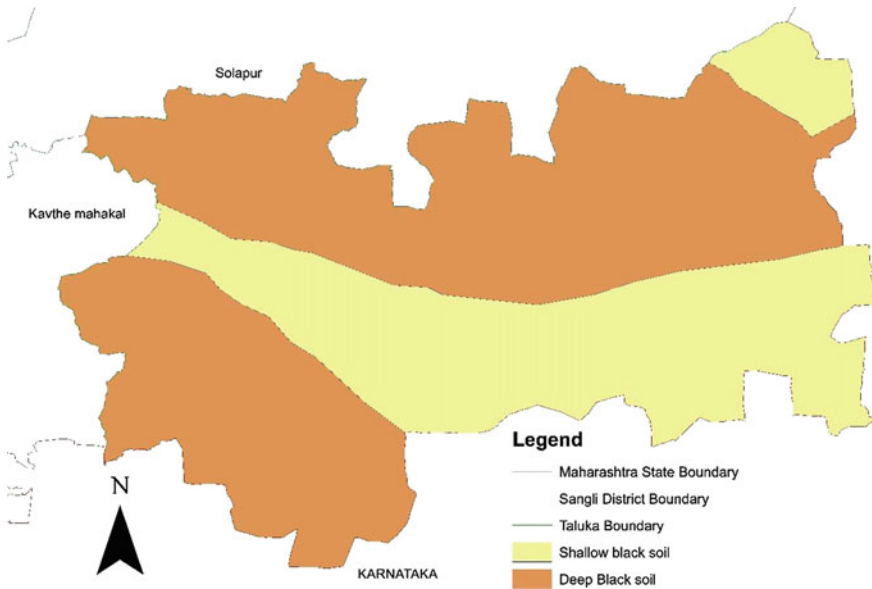 Solapur
Kavthe mahakal
N
KARNATAKA
Legend
Maharashtra State Boundary
Sangli District Boundary
Taluka Boundary
Shallow black soil
Deep Black soil